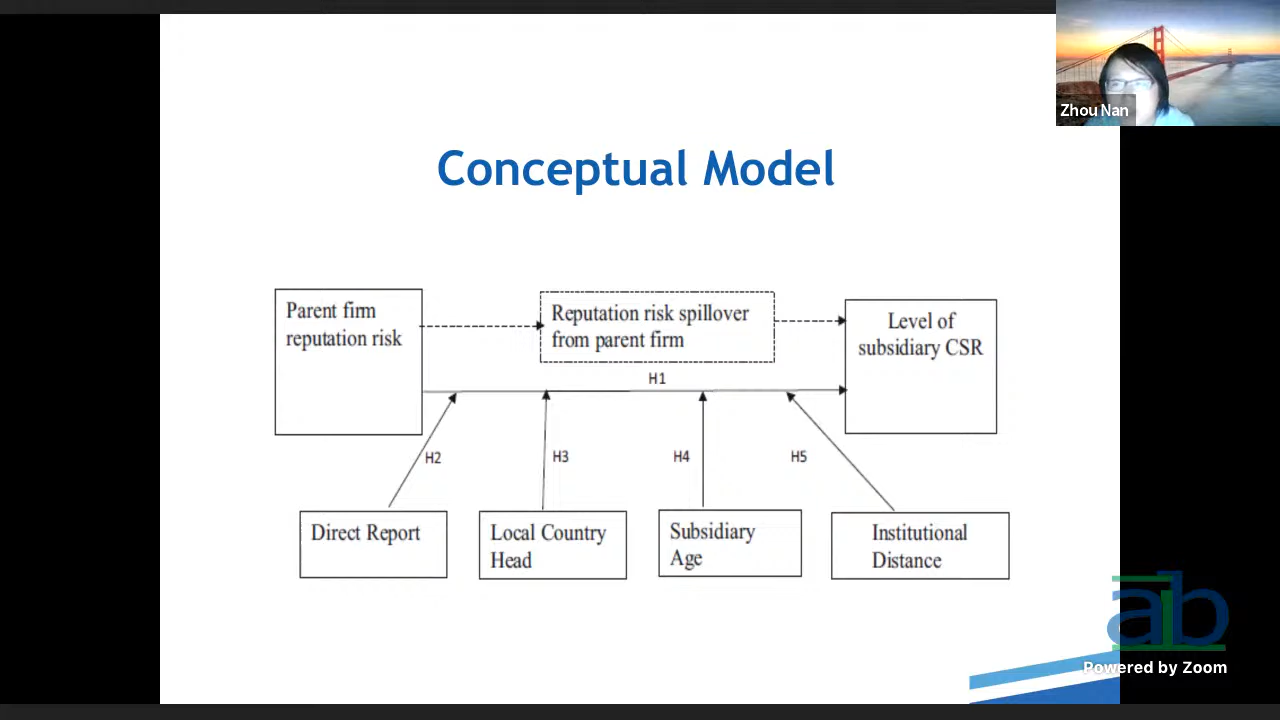 Zhou Nan
Conceptual Model
Parent firm
reputation risk
Reputation risk spillover
from parent firm
Level of
subsidiary CSR
H1
H2
H3
H4
H5
Direct Report
Local Country
Head
Subsidiary
Age
Institutional
Distance
aib
Powered by Zoom